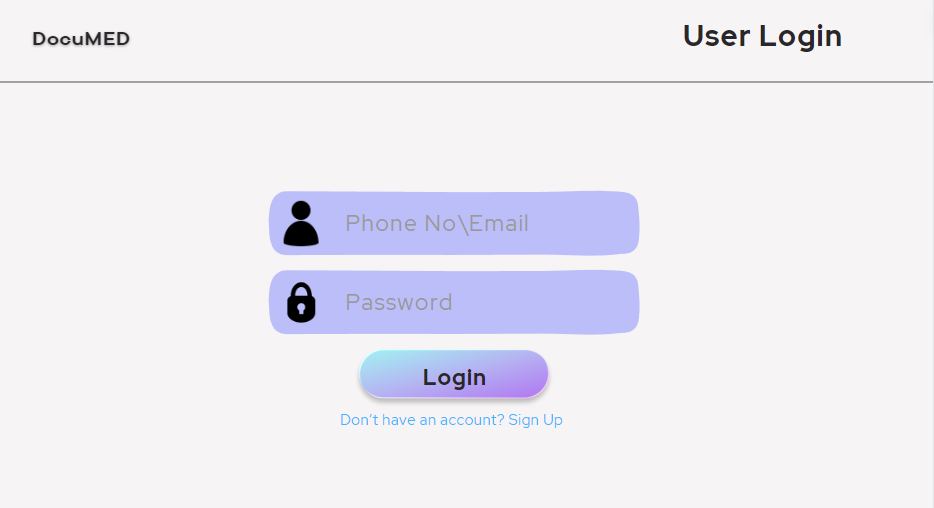 DocuMED
User Login
Phone No\Email
Password
Login
Don't have an account? Sign Up